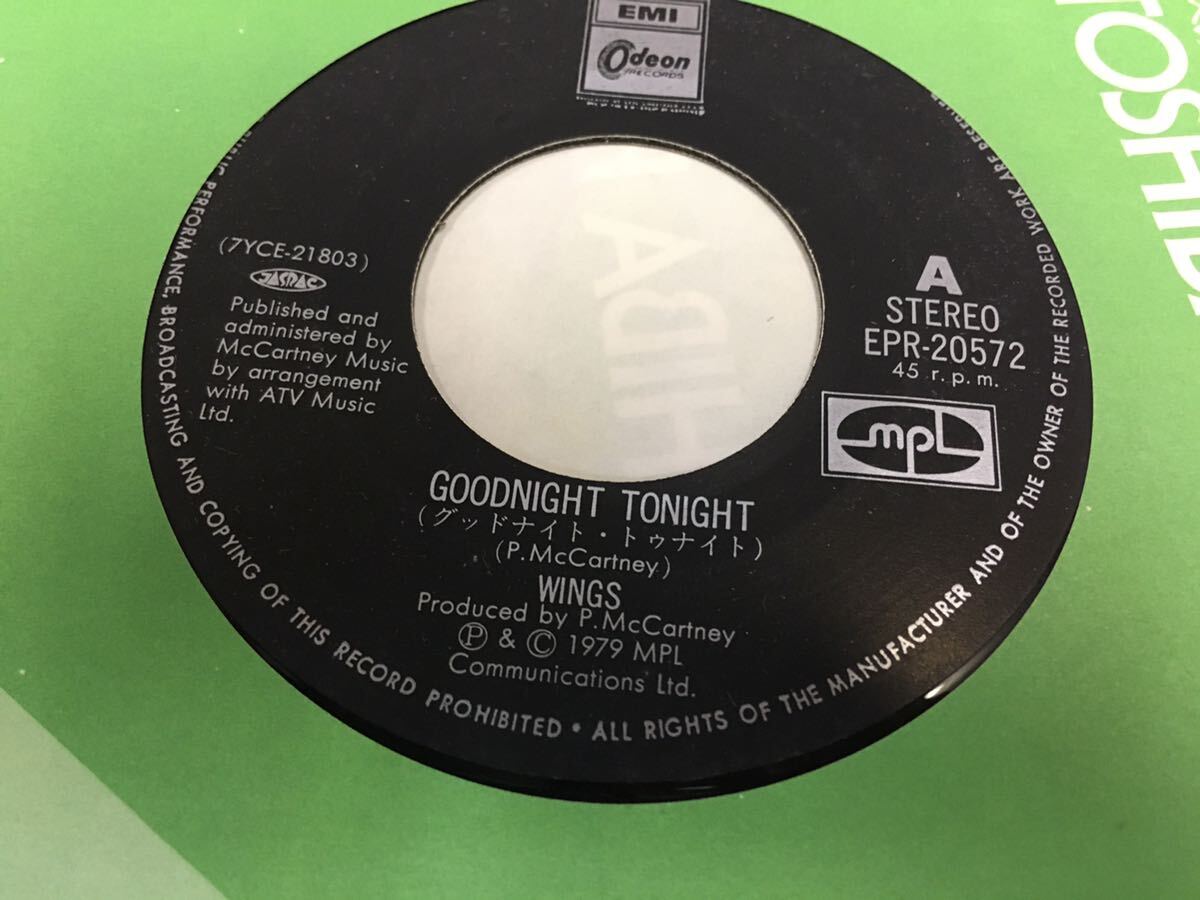 EMI
Odeon
RECORDS
(7YCE-21803)
JASRAC
Published and
administered by
McCartney Music
by arrangement
with ATV Music
Ltd.
A
STEREO
EPR-20572
45 r.p.m.
mpl
GOODNIGHT TONIGHT
(グッドナイト・トゥナイト)
(P.McCartney)
WINGS
Produced by P.McCartney
Ⓟ & © 1979 MPL
Communications Ltd.
PERFORMANCE, BROADCASTING AND COPYING OF THIS RECORD PROHIBITED • ALL RIGHTS OF THE MANUFACTURER AND OF THE OWNER OF THE RECORDED WORK ARE
TOSHIBA